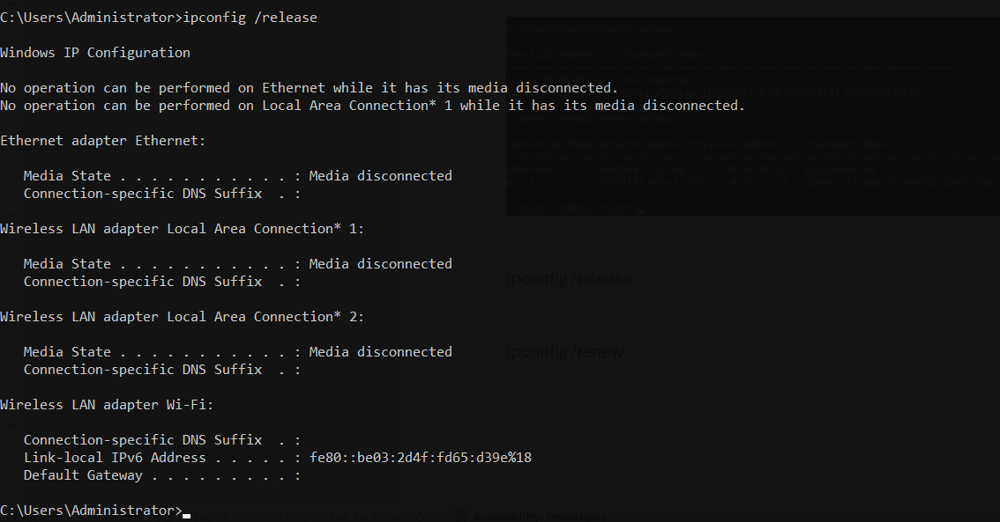 C:\Users\Administrator>ipconfig /release
Windows IP Configuration
No operation can be performed on Ethernet while it has its media disconnected.
No operation can be performed on Local Area Connection* 1 while it has its media disconnected.
Ethernet adapter Ethernet:
Media State . . . . . . . . . . . : Media disconnected
Connection-specific DNS Suffix  . :
Wireless LAN adapter Local Area Connection* 1:
Media State . . . . . . . . . . . : Media disconnected
Connection-specific DNS Suffix  . :
Wireless LAN adapter Local Area Connection* 2:
Media State . . . . . . . . . . . : Media disconnected
Connection-specific DNS Suffix  . :
Wireless LAN adapter Wi-Fi:
Connection-specific DNS Suffix  . :
Link-local IPv6 Address . . . . . : fe80::be03:2d4f:fd65:d39e%18
Default Gateway . . . . . . . . . :
C:\Users\Administrator>
Ipconfig /release
Ipconfig /renew
Accessibility: Investigate